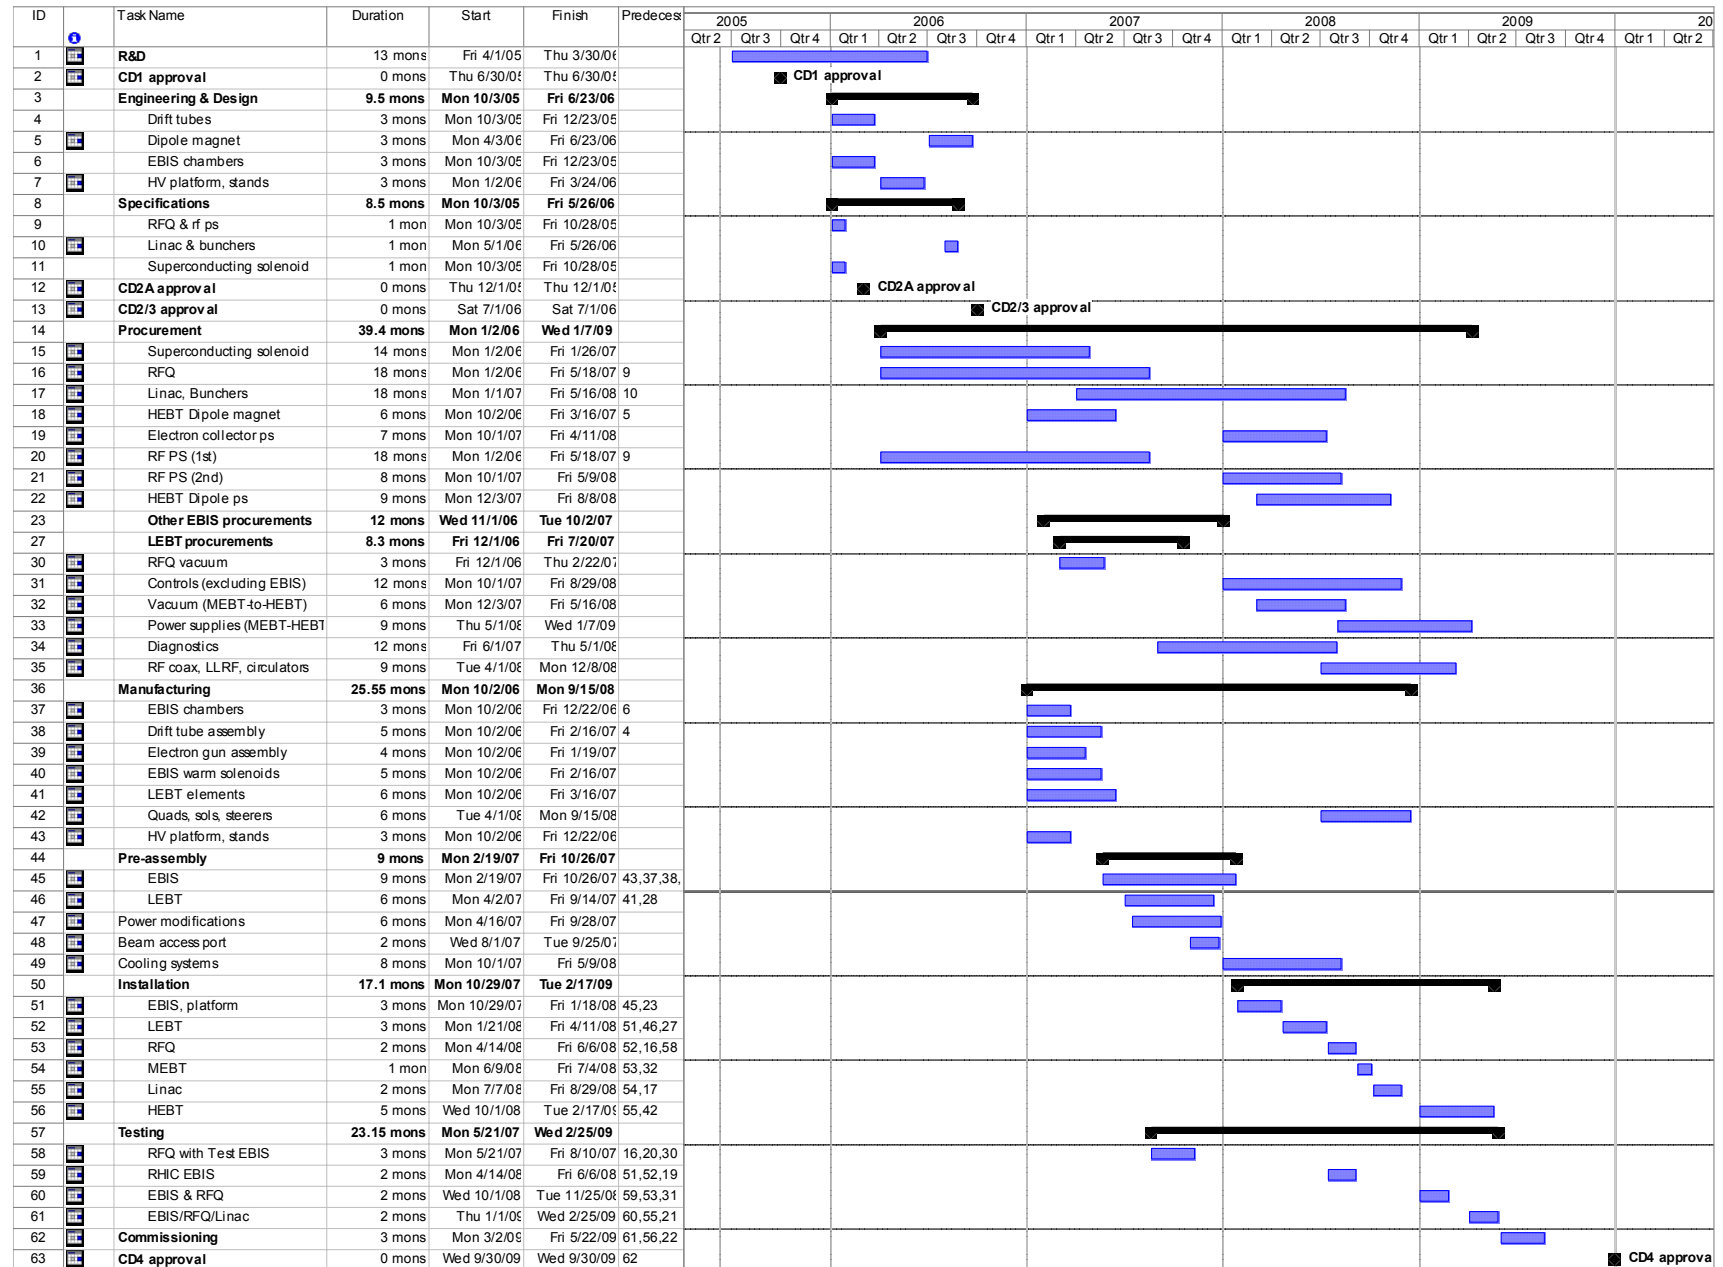 ID Task Name Duration Start Finish Predeces 2005 2006 2007 2008 2009 20
Qtr 2 Qtr 3 Qtr 4 Qtr 1 Qtr 2 Qtr 3 Qtr 4 Qtr 1 Qtr 2 Qtr 3 Qtr 4 Qtr 1 Qtr 2 Qtr 3 Qtr 4 Qtr 1 Qtr 2 Qtr 3 Qtr 4 Qtr 1 Qtr 2
1 R&D 13 mons Fri 4/1/05 Thu 3/30/06
2 CD1 approval 0 mons Thu 6/30/05 Thu 6/30/05 CD1 approval
3 Engineering & Design 9.5 mons Mon 10/3/05 Fri 6/23/06
4 Drift tubes 3 mons Mon 10/3/05 Fri 12/23/05
5 Dipole magnet 3 mons Mon 4/3/06 Fri 6/23/06
6 EBIS chambers 3 mons Mon 10/3/05 Fri 12/23/05
7 HV platform, stands 3 mons Mon 1/2/06 Fri 3/24/06
8 Specifications 8.5 mons Mon 10/3/05 Fri 5/26/06
9 RFQ & rf ps 1 mon Mon 10/3/05 Fri 10/28/05
10 Linac & bunchers 1 mon Mon 5/1/06 Fri 5/26/06
11 Superconducting solenoid 1 mon Mon 10/3/05 Fri 10/28/05
12 CD2A approval 0 mons Thu 12/1/05 Thu 12/1/05 CD2A approval
13 CD2/3 approval 0 mons Sat 7/1/06 Sat 7/1/06 CD2/3 approval
14 Procurement 39.4 mons Mon 1/2/06 Wed 1/7/09
15 Superconducting solenoid 14 mons Mon 1/2/06 Fri 1/26/07
16 RFQ 18 mons Mon 1/2/06 Fri 5/18/07 9
17 Linac, Bunchers 18 mons Mon 1/1/07 Fri 5/16/08 10
18 HEBT Dipole magnet 6 mons Mon 10/2/06 Fri 3/16/07 5
19 Electron collector ps 7 mons Mon 10/1/07 Fri 4/11/08
20 RF PS (1st) 18 mons Mon 1/2/06 Fri 5/18/07 9
21 RF PS (2nd) 8 mons Mon 10/1/07 Fri 5/9/08
22 HEBT Dipole ps 9 mons Mon 12/3/07 Fri 8/8/08
23 Other EBIS procurements 12 mons Wed 11/1/06 Tue 10/2/07
27 LEBT procurements 8.3 mons Fri 12/1/06 Fri 7/20/07
30 RFQ vacuum 3 mons Fri 12/1/06 Thu 2/22/07
31 Controls (excluding EBIS) 12 mons Mon 10/1/07 Fri 8/29/08
32 Vacuum (MEBT-to-HEBT) 6 mons Mon 12/3/07 Fri 5/16/08
33 Power supplies (MEBT-HEBT 9 mons Thu 5/1/08 Wed 1/7/09
34 Diagnostics 12 mons Fri 6/1/07 Thu 5/1/08
35 RF coax, LLRF, circulators 9 mons Tue 4/1/08 Mon 12/8/08
36 Manufacturing 25.55 mons Mon 10/2/06 Mon 9/15/08
37 EBIS chambers 3 mons Mon 10/2/06 Fri 12/22/06 6
38 Drift tube assembly 5 mons Mon 10/2/06 Fri 2/16/07 4
39 Electron gun assembly 4 mons Mon 10/2/06 Fri 1/19/07
40 EBIS warm solenoids 5 mons Mon 10/2/06 Fri 2/16/07
41 LEBT elements 6 mons Mon 10/2/06 Fri 3/16/07
42 Quads, sols, steerers 6 mons Tue 4/1/08 Mon 9/15/08
43 HV platform, stands 3 mons Mon 10/2/06 Fri 12/22/06
44 Pre-assembly 9 mons Mon 2/19/07 Fri 10/26/07
45 EBIS 9 mons Mon 2/19/07 Fri 10/26/07 43,37,38,
46 LEBT 6 mons Mon 4/2/07 Fri 9/14/07 41,28
47 Power modifications 6 mons Mon 4/16/07 Fri 9/28/07
48 Beam access port 2 mons Wed 8/1/07 Tue 9/25/07
49 Cooling systems 8 mons Mon 10/1/07 Fri 5/9/08
50 Installation 17.1 mons Mon 10/29/07 Tue 2/17/09
51 EBIS, platform 3 mons Mon 10/29/07 Fri 1/18/08 45,23
52 LEBT 3 mons Mon 1/21/08 Fri 4/11/08 51,46,27
53 RFQ 2 mons Mon 4/14/08 Fri 6/6/08 52,16,58
54 MEBT 1 mon Mon 6/9/08 Fri 7/4/08 53,32
55 Linac 2 mons Mon 7/7/08 Fri 8/29/08 54,17
56 HEBT 5 mons Wed 10/1/08 Tue 2/17/09 55,42
57 Testing 23.15 mons Mon 5/21/07 Wed 2/25/09
58 RFQ with Test EBIS 3 mons Mon 5/21/07 Fri 8/10/07 16,20,30
59 RHIC EBIS 2 mons Mon 4/14/08 Fri 6/6/08 51,52,19
60 EBIS & RFQ 2 mons Wed 10/1/08 Tue 11/25/08 59,53,31
61 EBIS/RFQ/Linac 2 mons Thu 1/1/09 Wed 2/25/09 60,55,21
62 Commissioning 3 mons Mon 3/2/09 Fri 5/22/09 61,56,22
63 CD4 approval 0 mons Wed 9/30/09 Wed 9/30/09 62 CD4 approva